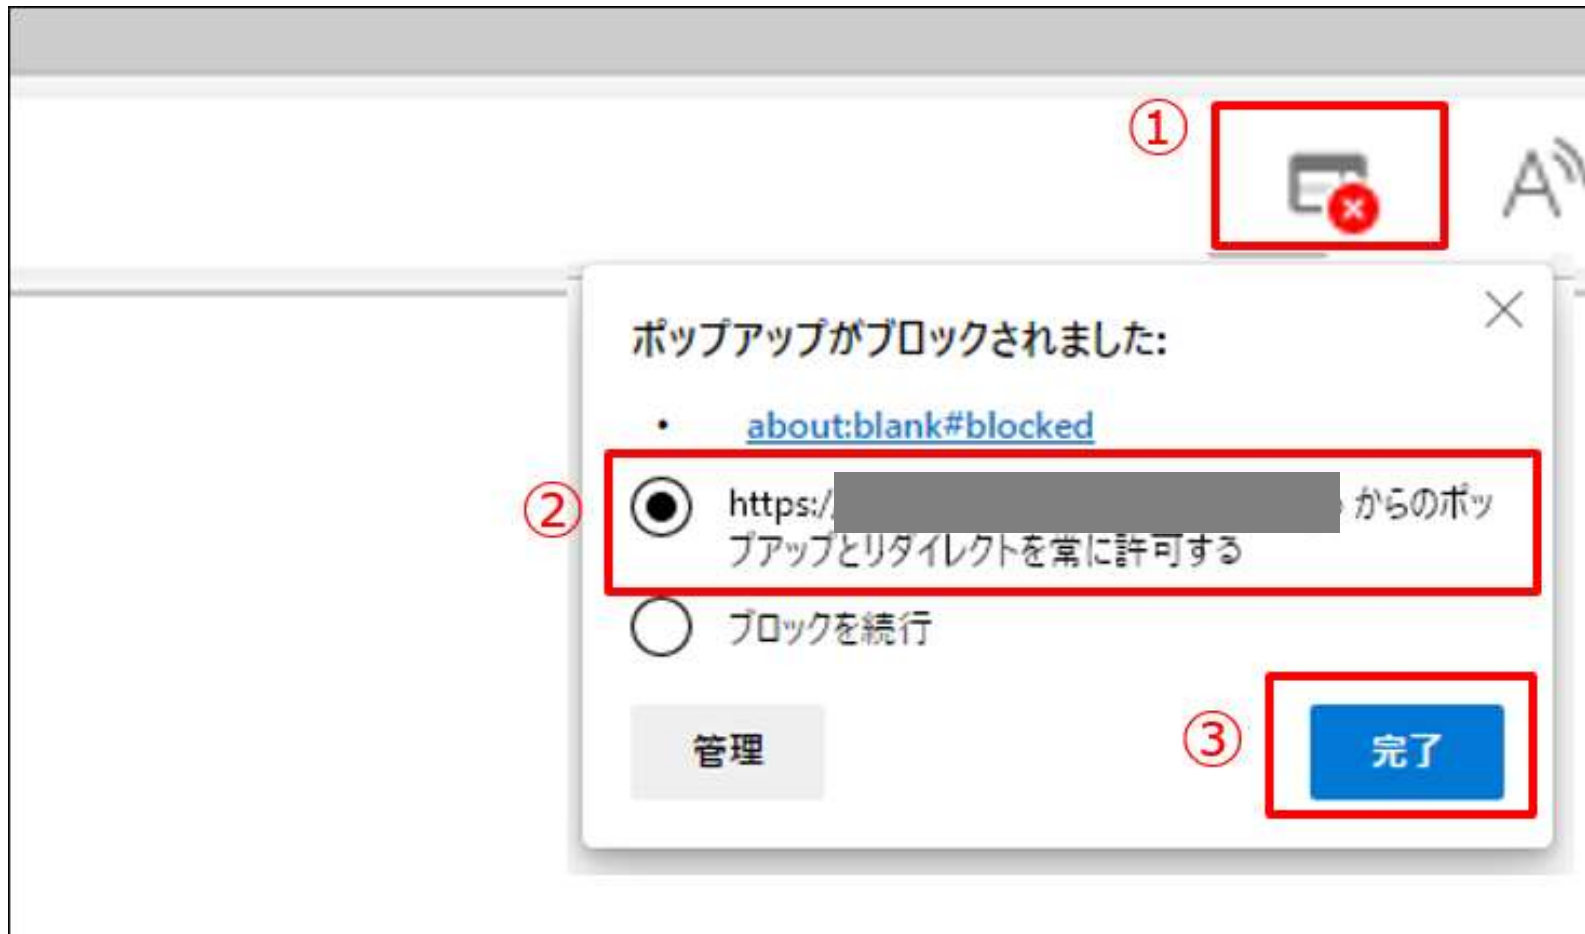 ①
A
ポップアップがブロックされました:
・ about:blank#blocked
② https:/ からのポッ
プアップとリダイレクトを常に許可する
ブロックを続行
管理
③ 完了